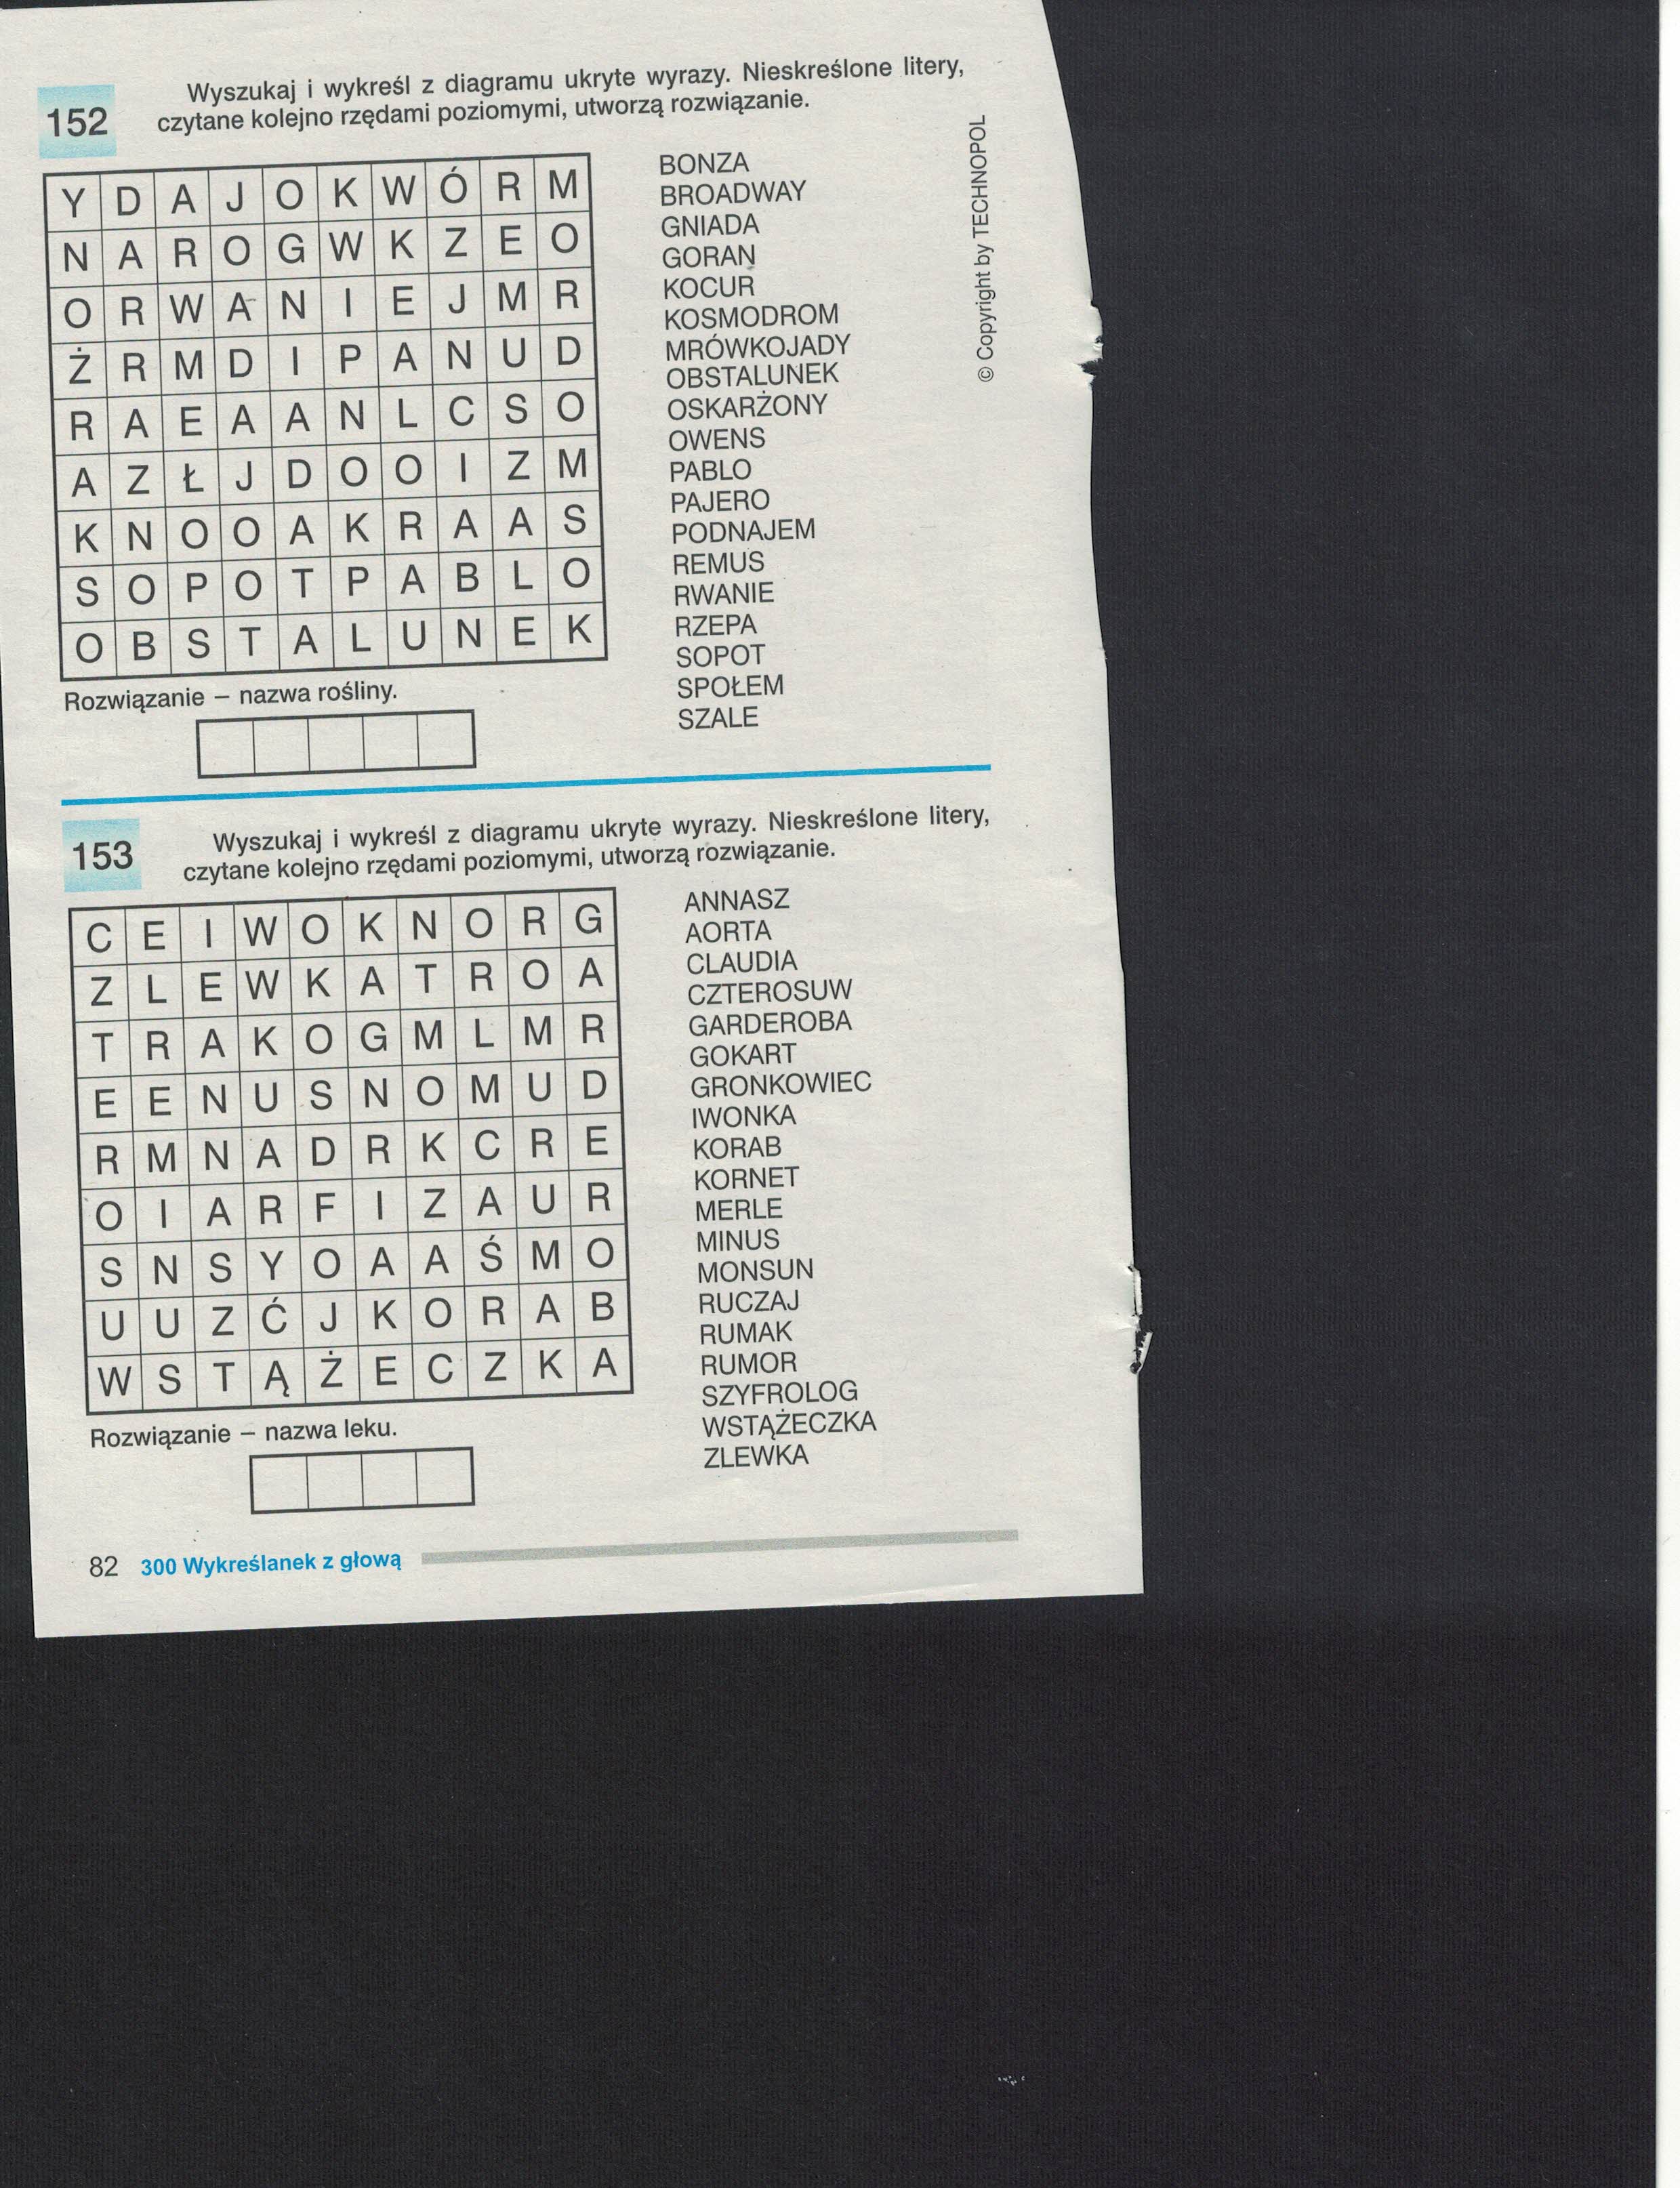 152
Wyszukaj i wykreśl z diagramu ukryte wyrazy. Nieskreślone litery,
czytane kolejno rzędami poziomymi, utworzą rozwiązanie.
Y D A J O K W Ó R M
N A R O G W K Z E O
O R W A N I E J M R
Ż R M D I P A N U D
R A E A A N L C S O
A Z Ł J D O O I Z M
K N O O A K R A A S
S O P O T P A B L O
O B S T A L U N E K
BONZA
BROADWAY
GNIADA
GORAN
KOCUR
KOSMODROM
MRÓWKOJADY
OBSTALUNEK
OSKARŻONY
OWENS
PABLO
PAJERO
PODNAJEM
REMUS
RWANIE
RZEPA
SOPOT
SPOŁEM
SZALE
© Copyright by TECHNOPOL
Rozwiązanie – nazwa rośliny.
153
Wyszukaj i wykreśl z diagramu ukryte wyrazy. Nieskreślone litery,
czytane kolejno rzędami poziomymi, utworzą rozwiązanie.
C E I W O K N O R G
Z L E W K A T R O A
T R A K O G M L M R
E E N U S N O M U D
R M N A D R K C R E
O I A R F I Z A U R
S N S Y O A A Ś M O
U U Z Ć J K O R A B
W S T Ą Ż E C Z K A
ANNASZ
AORTA
CLAUDIA
CZTEROSUW
GARDEROBA
GOKART
GRONKOWIEC
IWONKA
KORAB
KORNET
MERLE
MINUS
MONSUN
RUCZAJ
RUMAK
RUMOR
SZYFROLOG
WSTĄŻECZKA
ZLEWKA
Rozwiązanie – nazwa leku.
82 300 Wykreślanek z głową